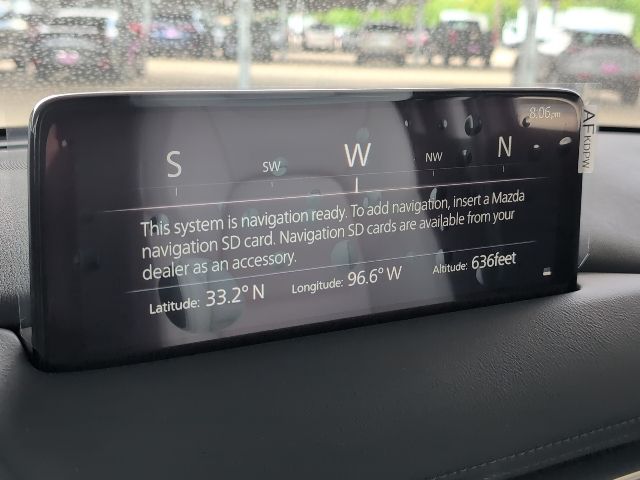 8:06pm
S SW W NW N
This system is navigation ready. To add navigation, insert a Mazda
navigation SD card. Navigation SD cards are available from your
dealer as an accessory.
Latitude: 33.2° N Longitude: 96.6° W Altitude: 636feet